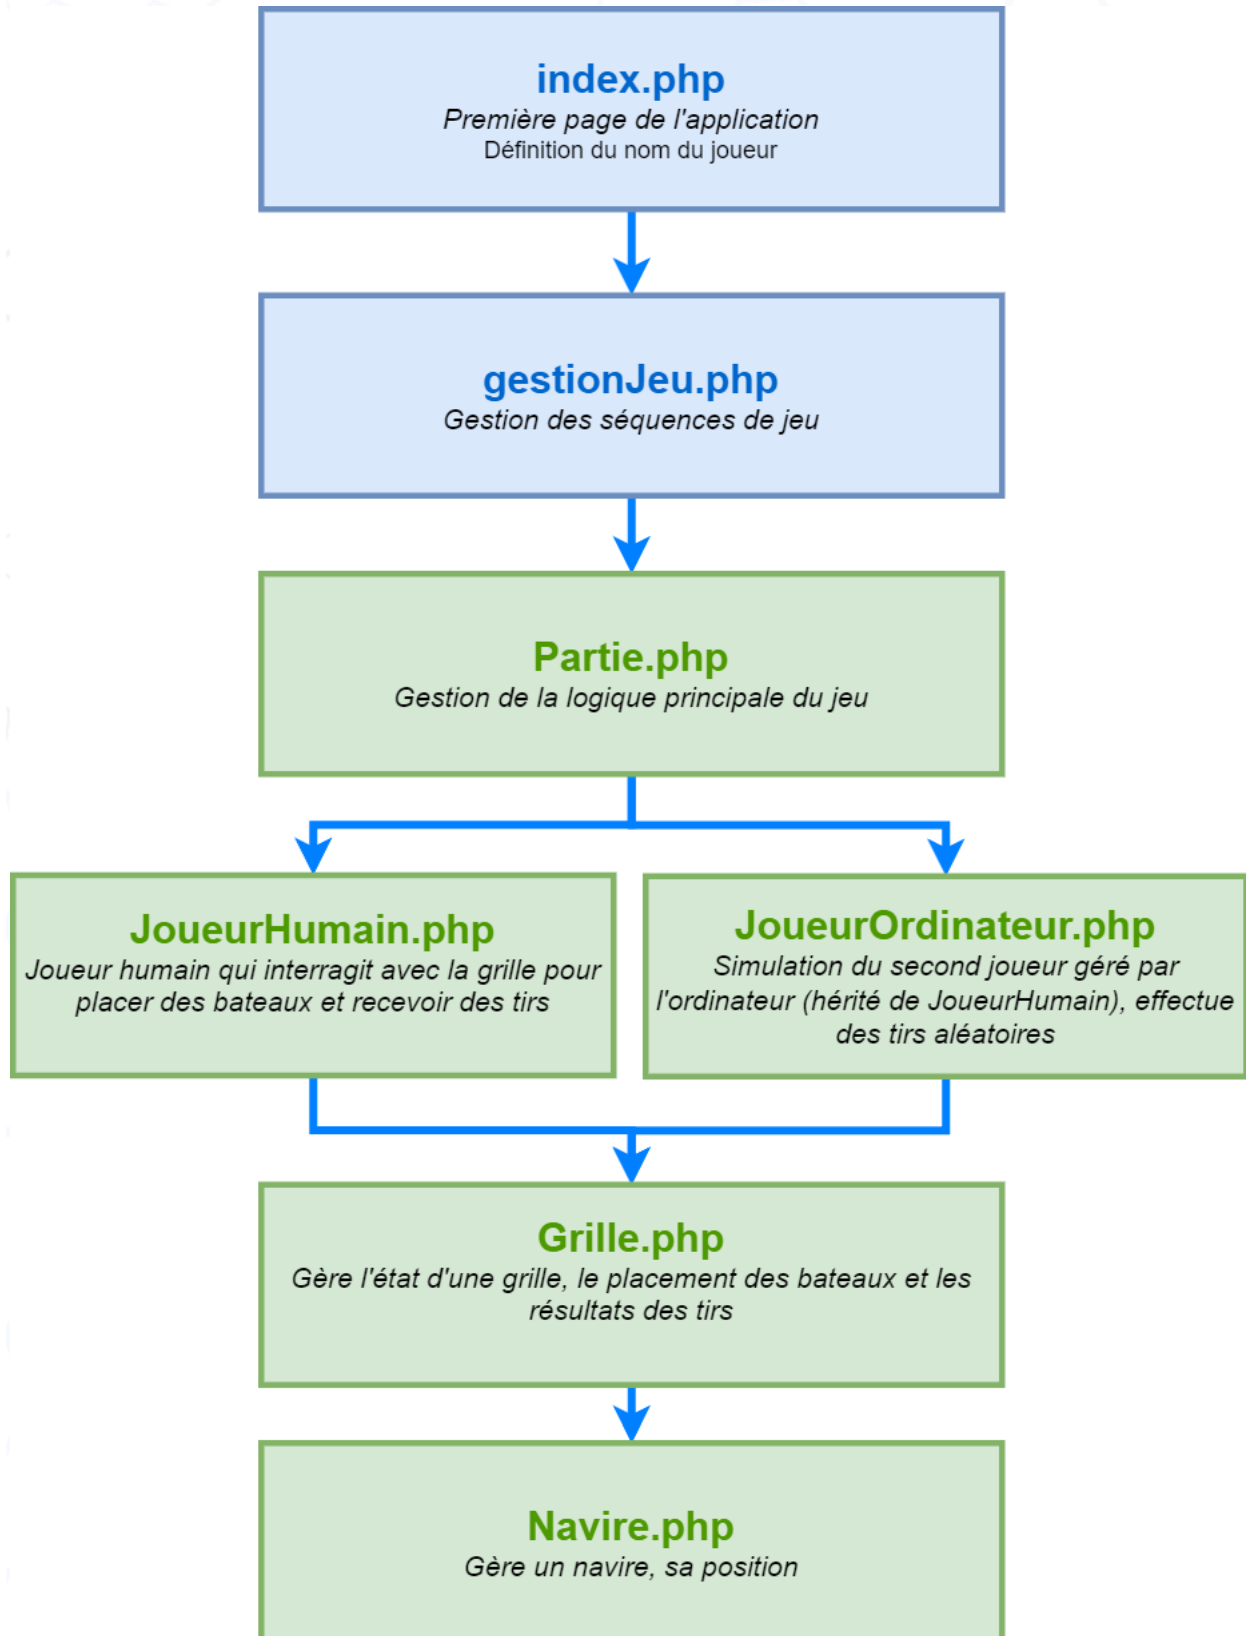 index.php
Première page de l'application
Définition du nom du joueur
gestionJeu.php
Gestion des séquences de jeu
Partie.php
Gestion de la logique principale du jeu
JoueurHumain.php
Joueur humain qui interragit avec la grille pour
placer des bateaux et recevoir des tirs
JoueurOrdinateur.php
Simulation du second joueur géré par
l'ordinateur (hérité de JoueurHumain), effectue
des tirs aléatoires
Grille.php
Gère l'état d'une grille, le placement des bateaux et les
résultats des tirs
Navire.php
Gère un navire, sa position